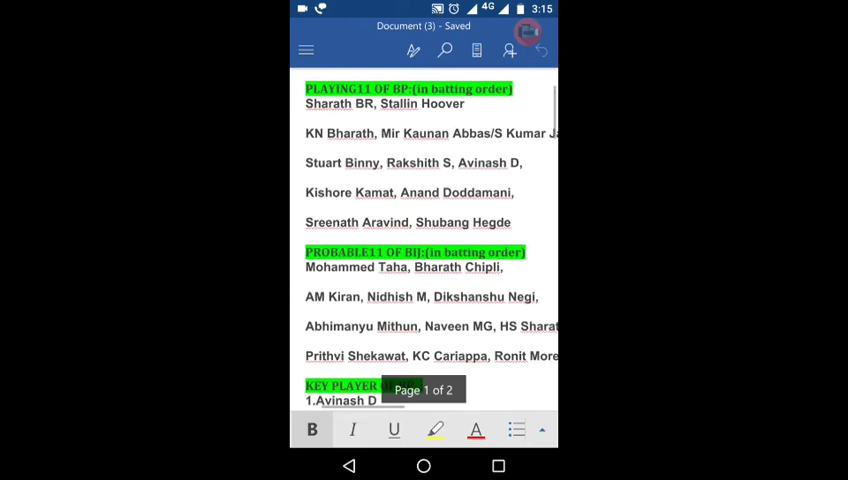 4G 3:15
Document (3) - Saved
PLAYING11 OF BP:(in batting order)
Sharath BR, Stallin Hoover
KN Bharath, Mir Kaunan Abbas/S Kumar
Stuart Binny, Rakshith S, Avinash D,
Kishore Kamat, Anand Doddamani,
Sreenath Aravind, Shubang Hegde
PROBABLE11 OF BIJ;(in batting order)
Mohammed Taha, Bharath Chipli,
AM Kiran, Nidhish M, Dikshanshu Negi,
Abhimanyu Mithun, Naveen MG, HS Sharat
Prithvi Shekawat, KC Cariappa, Ronit More
KEY PLAYER
Page 1 of 2
1.Avinash D
B I U A